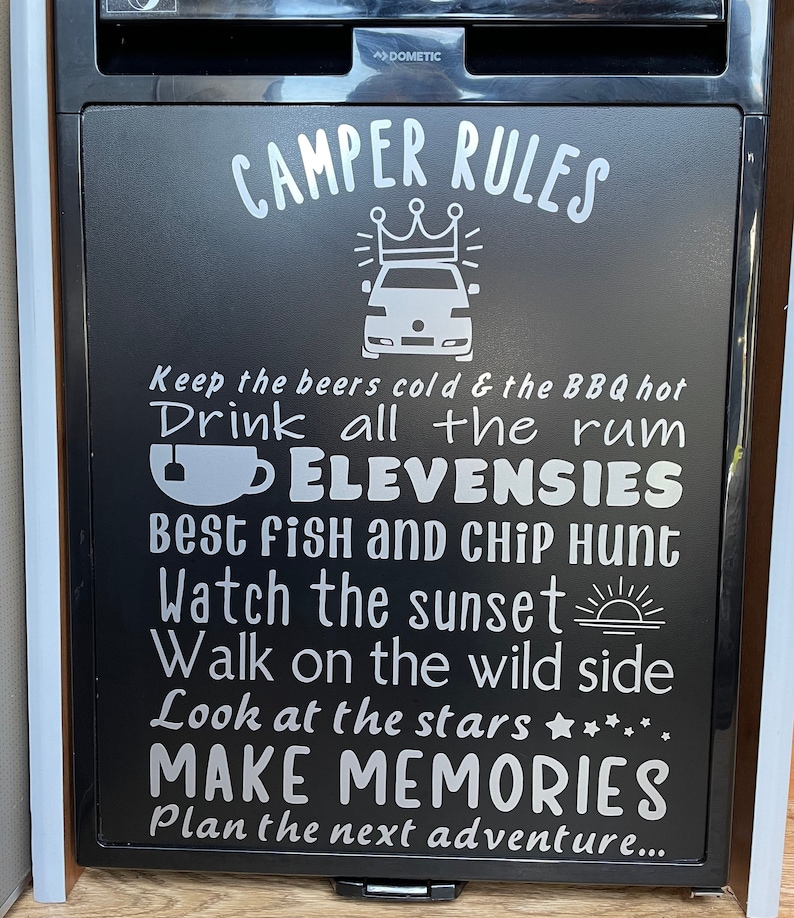 DOMETIC
CAMPER RULES
Keep the beers cold & the BBQ hot
Drink all the rum
ELEVENSIES
Best fish and chip hunt
Watch the sunset
Walk on the wild side
Look at the stars
MAKE MEMORIES
Plan the next adventure...